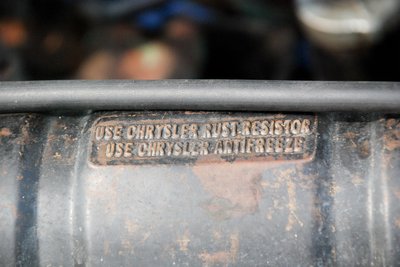 USE CHRYSLER RUST RESISTOR
USE CHRYSLER ANTIFREEZE